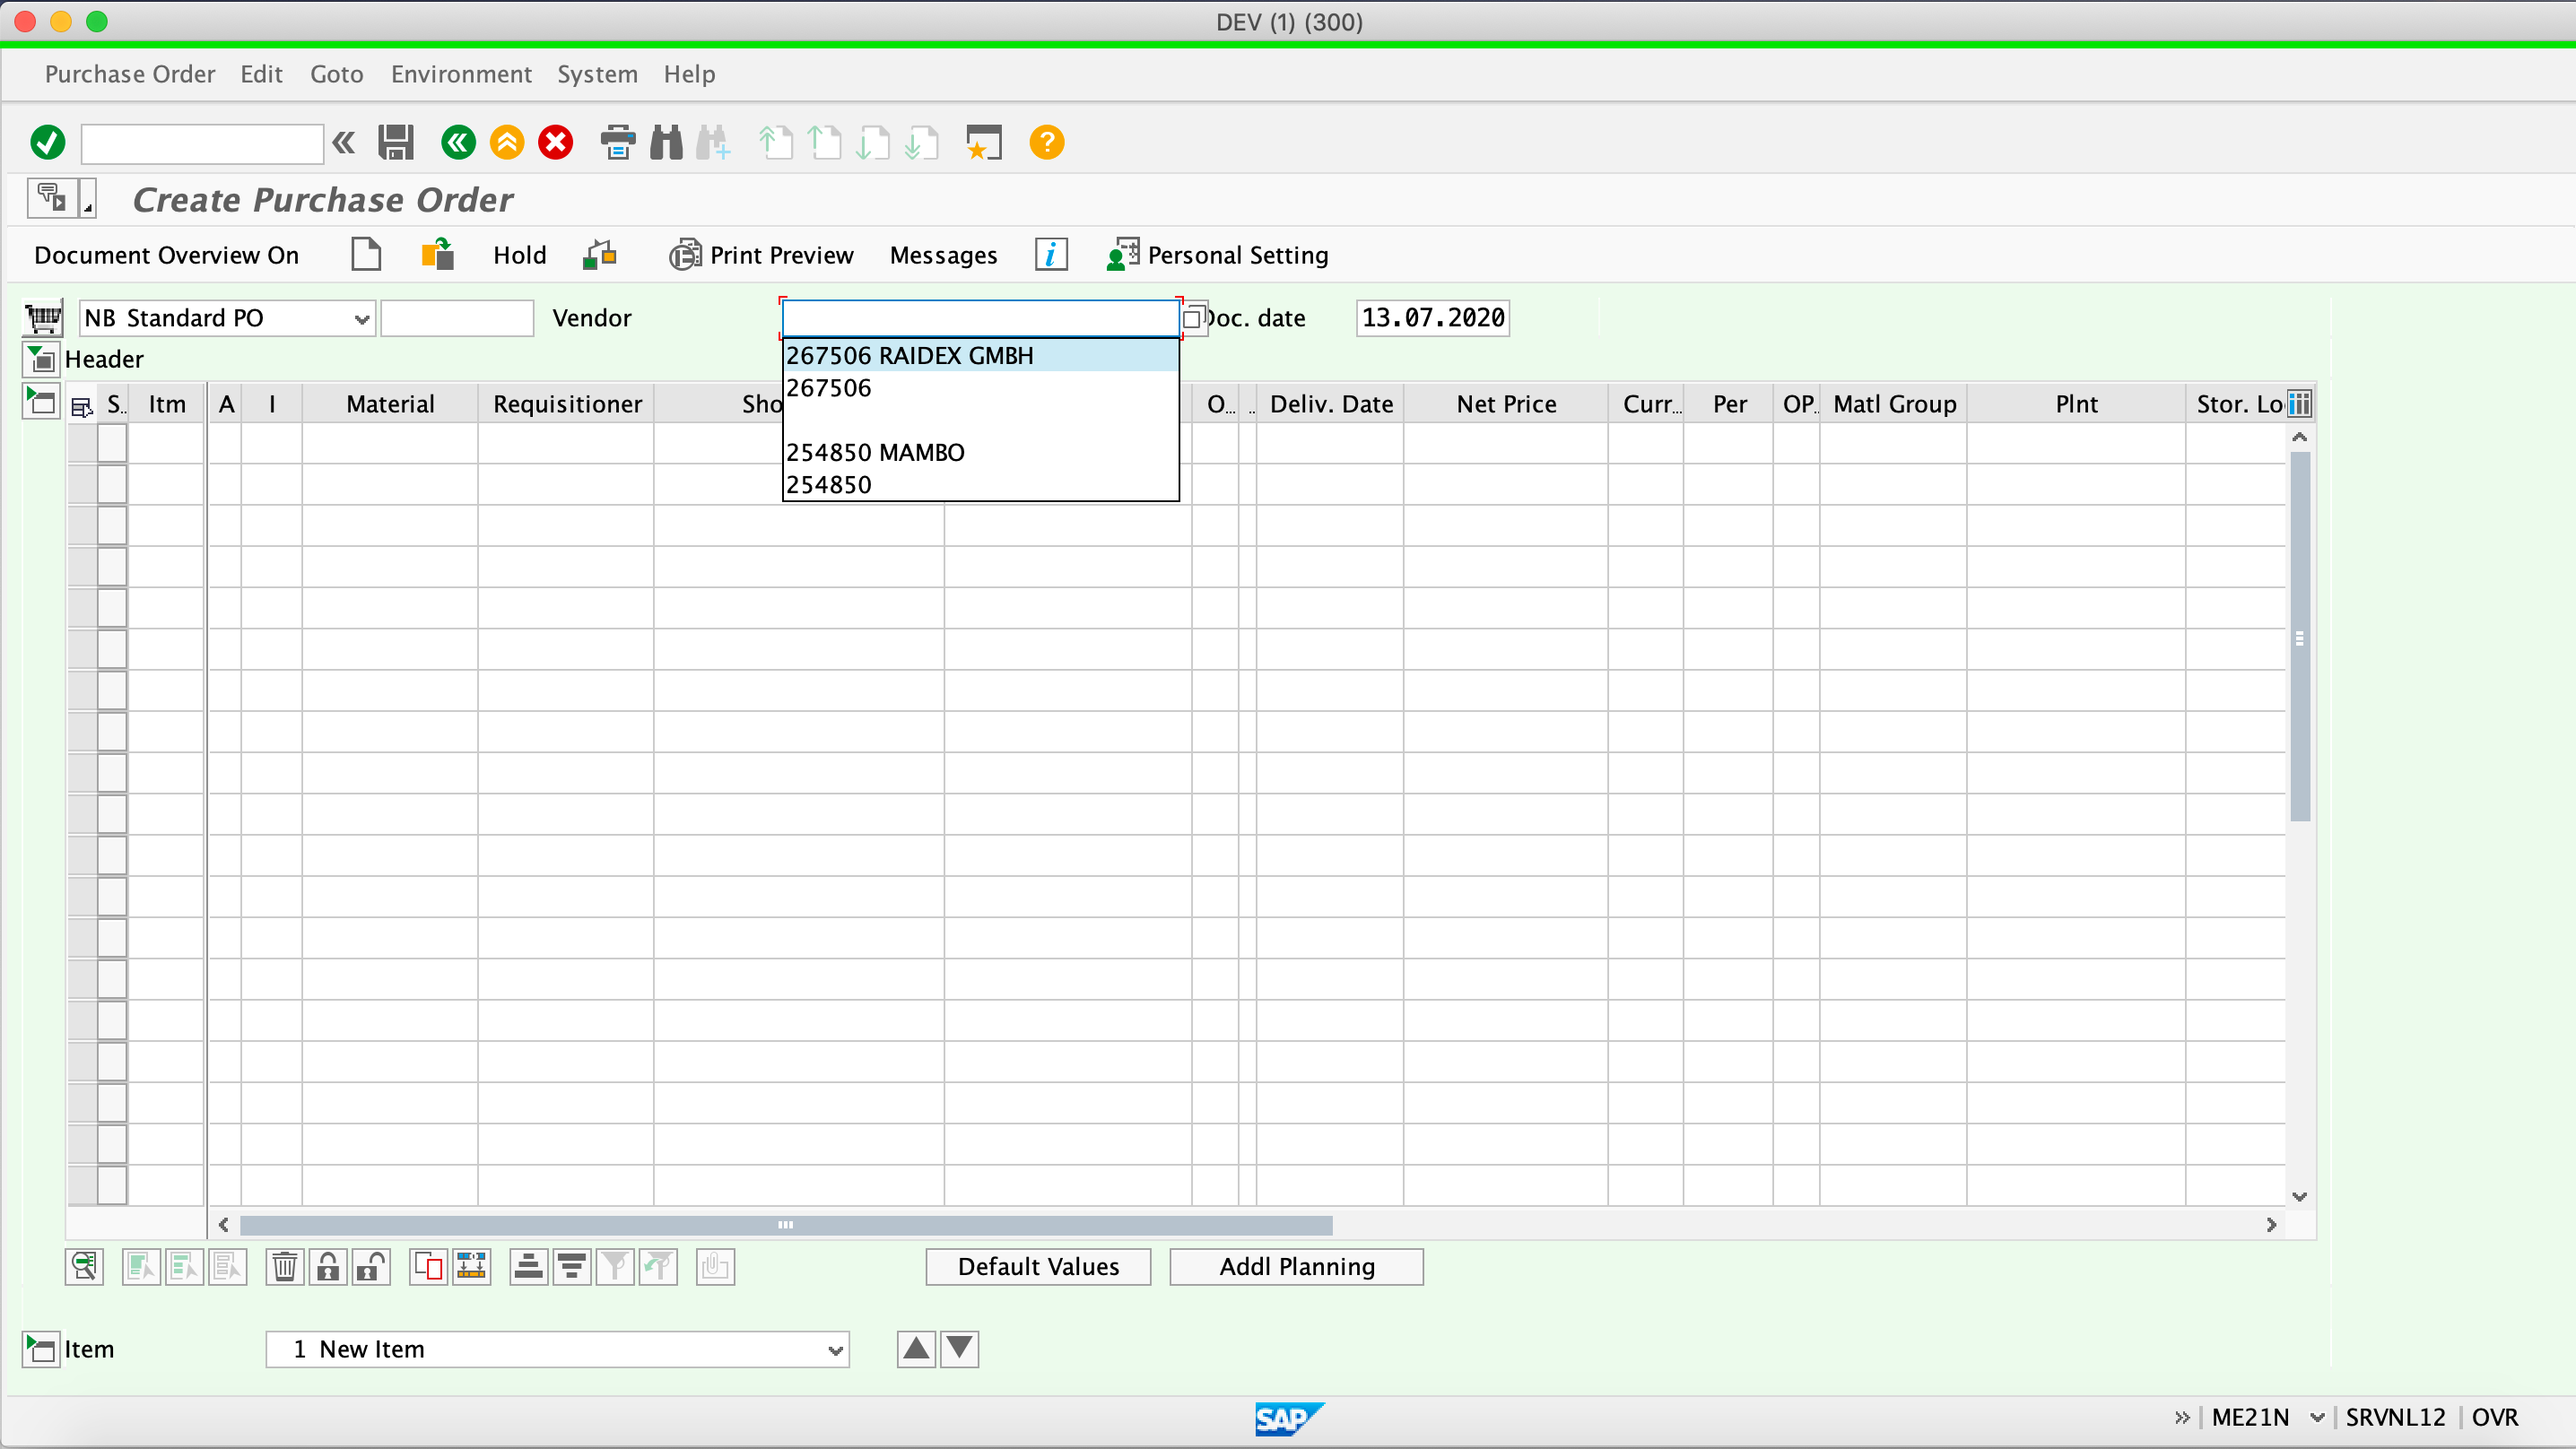 DEV (1) (300)
Purchase Order Edit Goto Environment System Help
Create Purchase Order
Document Overview On Hold Print Preview Messages Personal Setting
NB Standard PO Vendor Doc. date 13.07.2020
267506 RAIDEX GMBH
267506
254850 MAMBO
254850
Header
S.. Itm A I Material Requisitioner Sho O... .. Deliv. Date Net Price Curr... Per OP. Matl Group Plnt Stor. Lo
Default Values Addl Planning
Item 1 New Item
SAP
ME21N SRVNL12 OVR